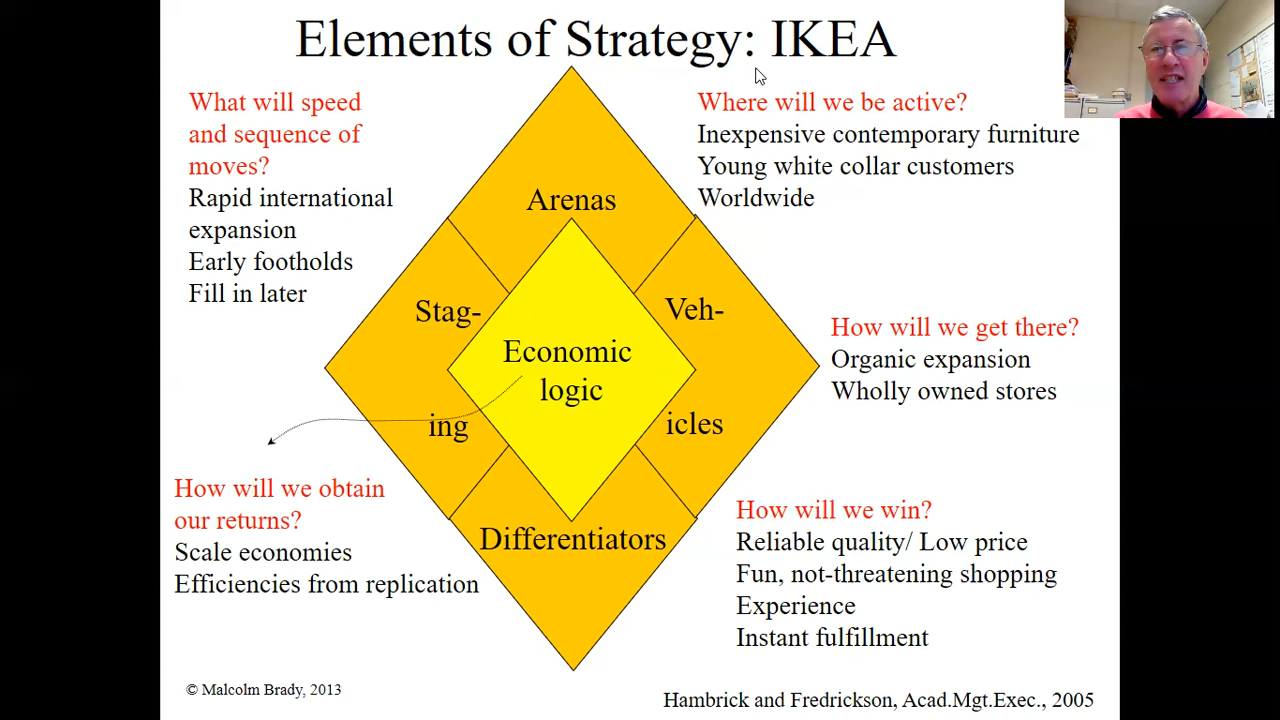 Elements of Strategy: IKEA
What will speed
and sequence of
moves?
Rapid international
expansion
Early footholds
Fill in later
Where will we be active?
Inexpensive contemporary furniture
Young white collar customers
Worldwide
Arenas
Stag-
ing
Economic
logic
Veh-
icles
Differentiators
How will we get there?
Organic expansion
Wholly owned stores
How will we obtain
our returns?
Scale economies
Efficiencies from replication
How will we win?
Reliable quality/ Low price
Fun, not-threatening shopping
Experience
Instant fulfillment
© Malcolm Brady, 2013
Hambrick and Fredrickson, Acad.Mgt.Exec., 2005